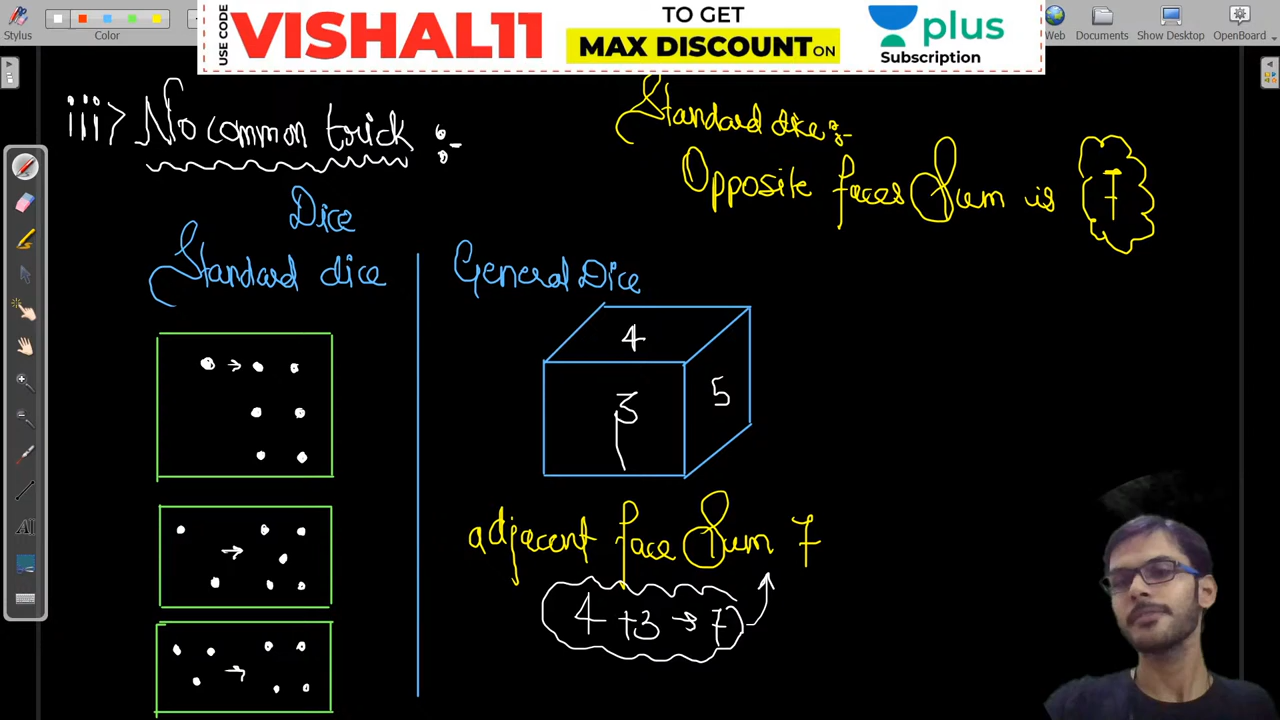 USE CODE
VISHAL11
TO GET
MAX DISCOUNT ON
plus
Subscription
Stylus
Color
Web
Documents
Show Desktop
OpenBoard
iii> No common trick :-
Standard dice :-
Opposite faces sum is 7
Dice
Standard dice
General Dice
4
3
5
adjacent face sum 7
4 + 3 → 7